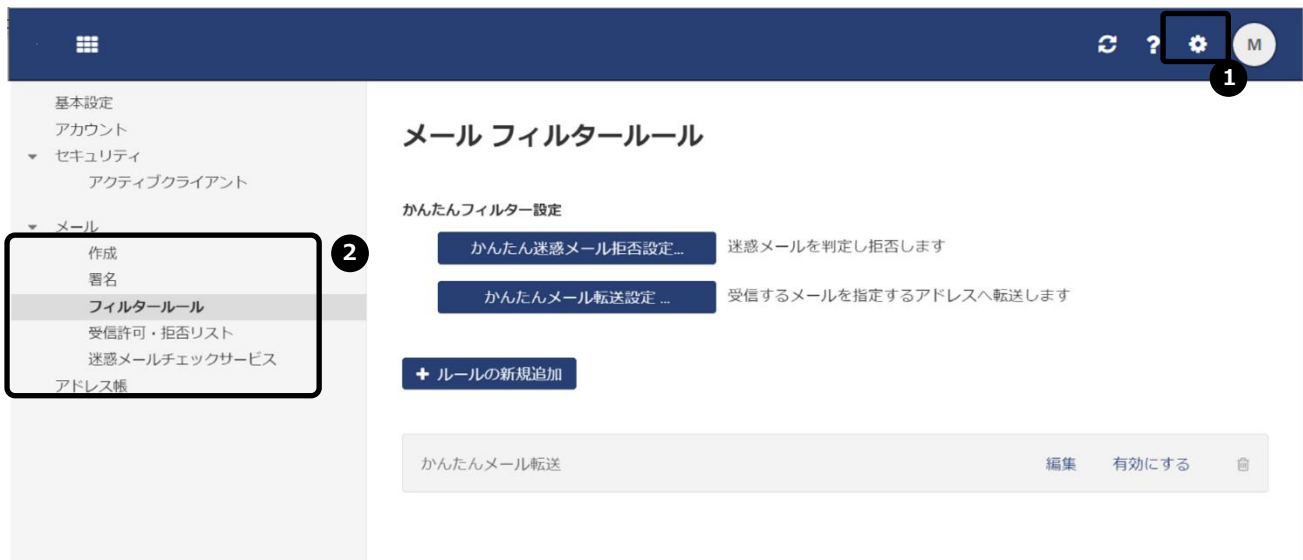 ? M
1
基本設定
アカウント
セキュリティ
アクティブクライアント
メール
作成
署名
フィルタールール
受信許可・拒否リスト
迷惑メールチェックサービス
アドレス帳
2
メール フィルタールール
かんたんフィルター設定
かんたん迷惑メール拒否設定... 迷惑メールを判定し拒否します
かんたんメール転送設定 ... 受信するメールを指定するアドレスへ転送します
+ ルールの新規追加
かんたんメール転送 編集 有効にする